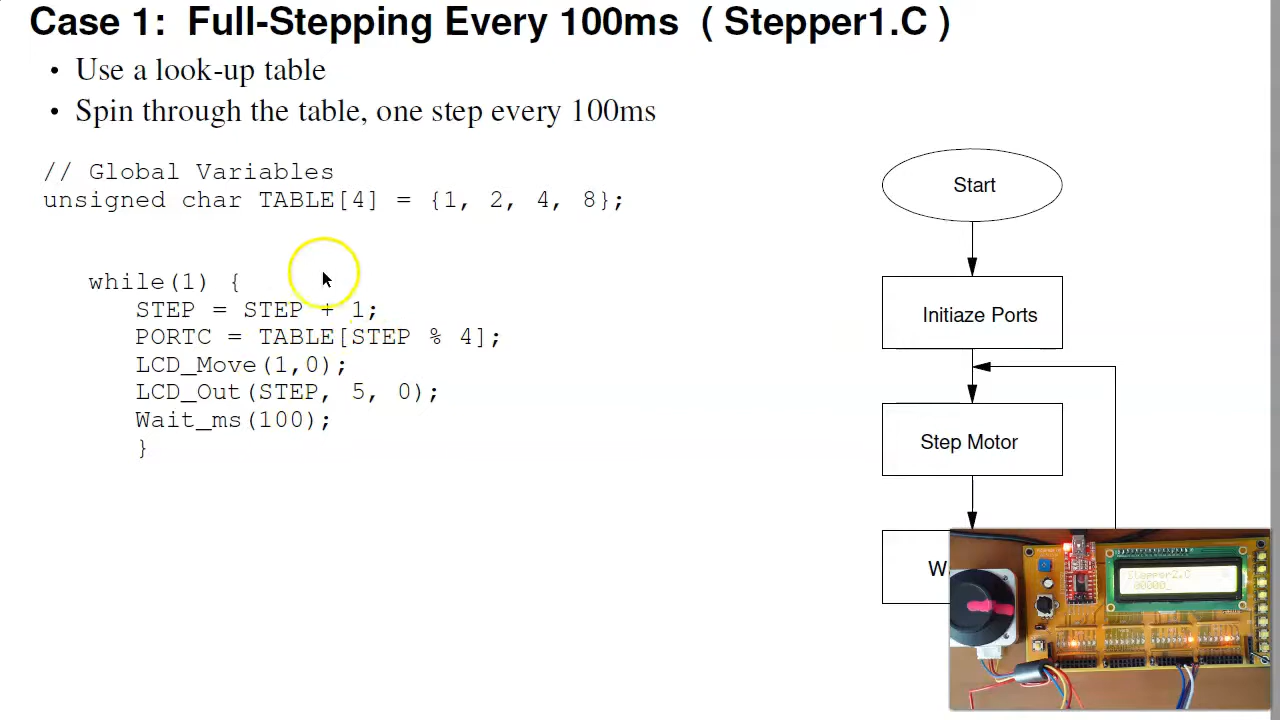 Case 1: Full-Stepping Every 100ms ( Stepper1.C )
• Use a look-up table
• Spin through the table, one step every 100ms
// Global Variables
unsigned char TABLE[4] = {1, 2, 4, 8};
while(1) {
STEP = STEP + 1;
PORTC = TABLE[STEP % 4];
LCD_Move(1,0);
LCD_Out(STEP, 5, 0);
Wait_ms(100);
}
Start
Initiaze Ports
Step Motor
Stepper2.C
00000